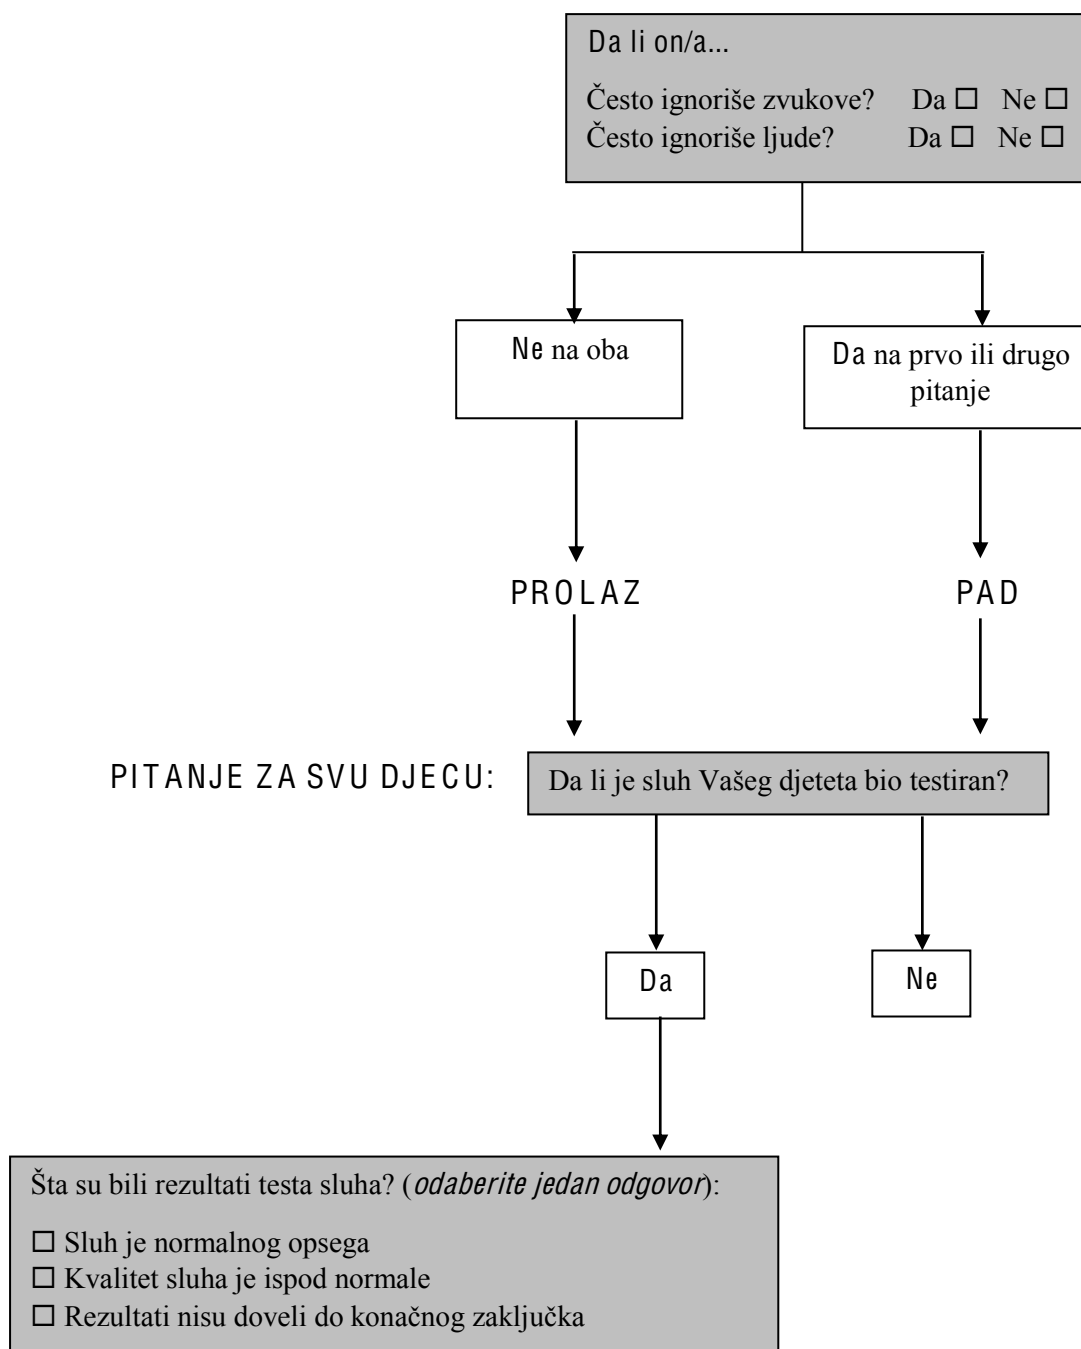 Da li on/a...
Često ignoriše zvukove? Da ☐ Ne ☐
Često ignoriše ljude? Da ☐ Ne ☐
Ne na oba
Da na prvo ili drugo
pitanje
PROLAZ
PAD
PITANJE ZA SVU DJECU:
Da li je sluh Vašeg djeteta bio testiran?
Da
Ne
Šta su bili rezultati testa sluha? (odaberite jedan odgovor):
☐ Sluh je normalnog opsega
☐ Kvalitet sluha je ispod normale
☐ Rezultati nisu doveli do konačnog zaključka